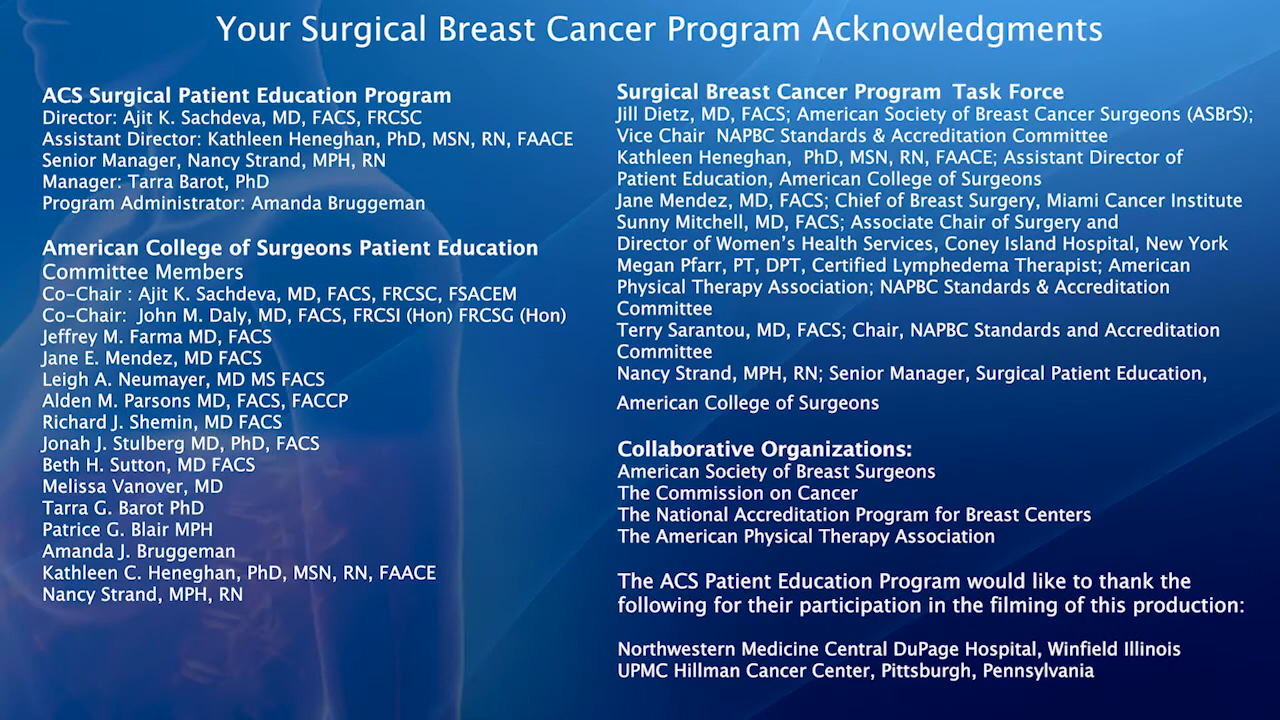 Your Surgical Breast Cancer Program Acknowledgments
ACS Surgical Patient Education Program
Director: Ajit K. Sachdeva, MD, FACS, FRCSC
Assistant Director: Kathleen Heneghan, PhD, MSN, RN, FAACE
Senior Manager, Nancy Strand, MPH, RN
Manager: Tarra Barot, PhD
Program Administrator: Amanda Bruggeman
American College of Surgeons Patient Education
Committee Members
Co-Chair : Ajit K. Sachdeva, MD, FACS, FRCSC, FSACEM
Co-Chair: John M. Daly, MD, FACS, FRCSI (Hon) FRCSG (Hon)
Jeffrey M. Farma MD, FACS
Jane E. Mendez, MD FACS
Leigh A. Neumayer, MD MS FACS
Alden M. Parsons MD, FACS, FACCP
Richard J. Shemin, MD FACS
Jonah J. Stulberg MD, PhD, FACS
Beth H. Sutton, MD FACS
Melissa Vanover, MD
Tarra G. Barot PhD
Patrice G. Blair MPH
Amanda J. Bruggeman
Kathleen C. Heneghan, PhD, MSN, RN, FAACE
Nancy Strand, MPH, RN
Surgical Breast Cancer Program Task Force
Jill Dietz, MD, FACS; American Society of Breast Cancer Surgeons (ASBrS);
Vice Chair NAPBC Standards & Accreditation Committee
Kathleen Heneghan, PhD, MSN, RN, FAACE; Assistant Director of
Patient Education, American College of Surgeons
Jane Mendez, MD, FACS; Chief of Breast Surgery, Miami Cancer Institute
Sunny Mitchell, MD, FACS; Associate Chair of Surgery and
Director of Women's Health Services, Coney Island Hospital, New York
Megan Pfarr, PT, DPT, Certified Lymphedema Therapist; American
Physical Therapy Association; NAPBC Standards & Accreditation
Committee
Terry Sarantou, MD, FACS; Chair, NAPBC Standards and Accreditation
Committee
Nancy Strand, MPH, RN; Senior Manager, Surgical Patient Education,
American College of Surgeons
Collaborative Organizations:
American Society of Breast Surgeons
The Commission on Cancer
The National Accreditation Program for Breast Centers
The American Physical Therapy Association
The ACS Patient Education Program would like to thank the
following for their participation in the filming of this production:
Northwestern Medicine Central DuPage Hospital, Winfield Illinois
UPMC Hillman Cancer Center, Pittsburgh, Pennsylvania